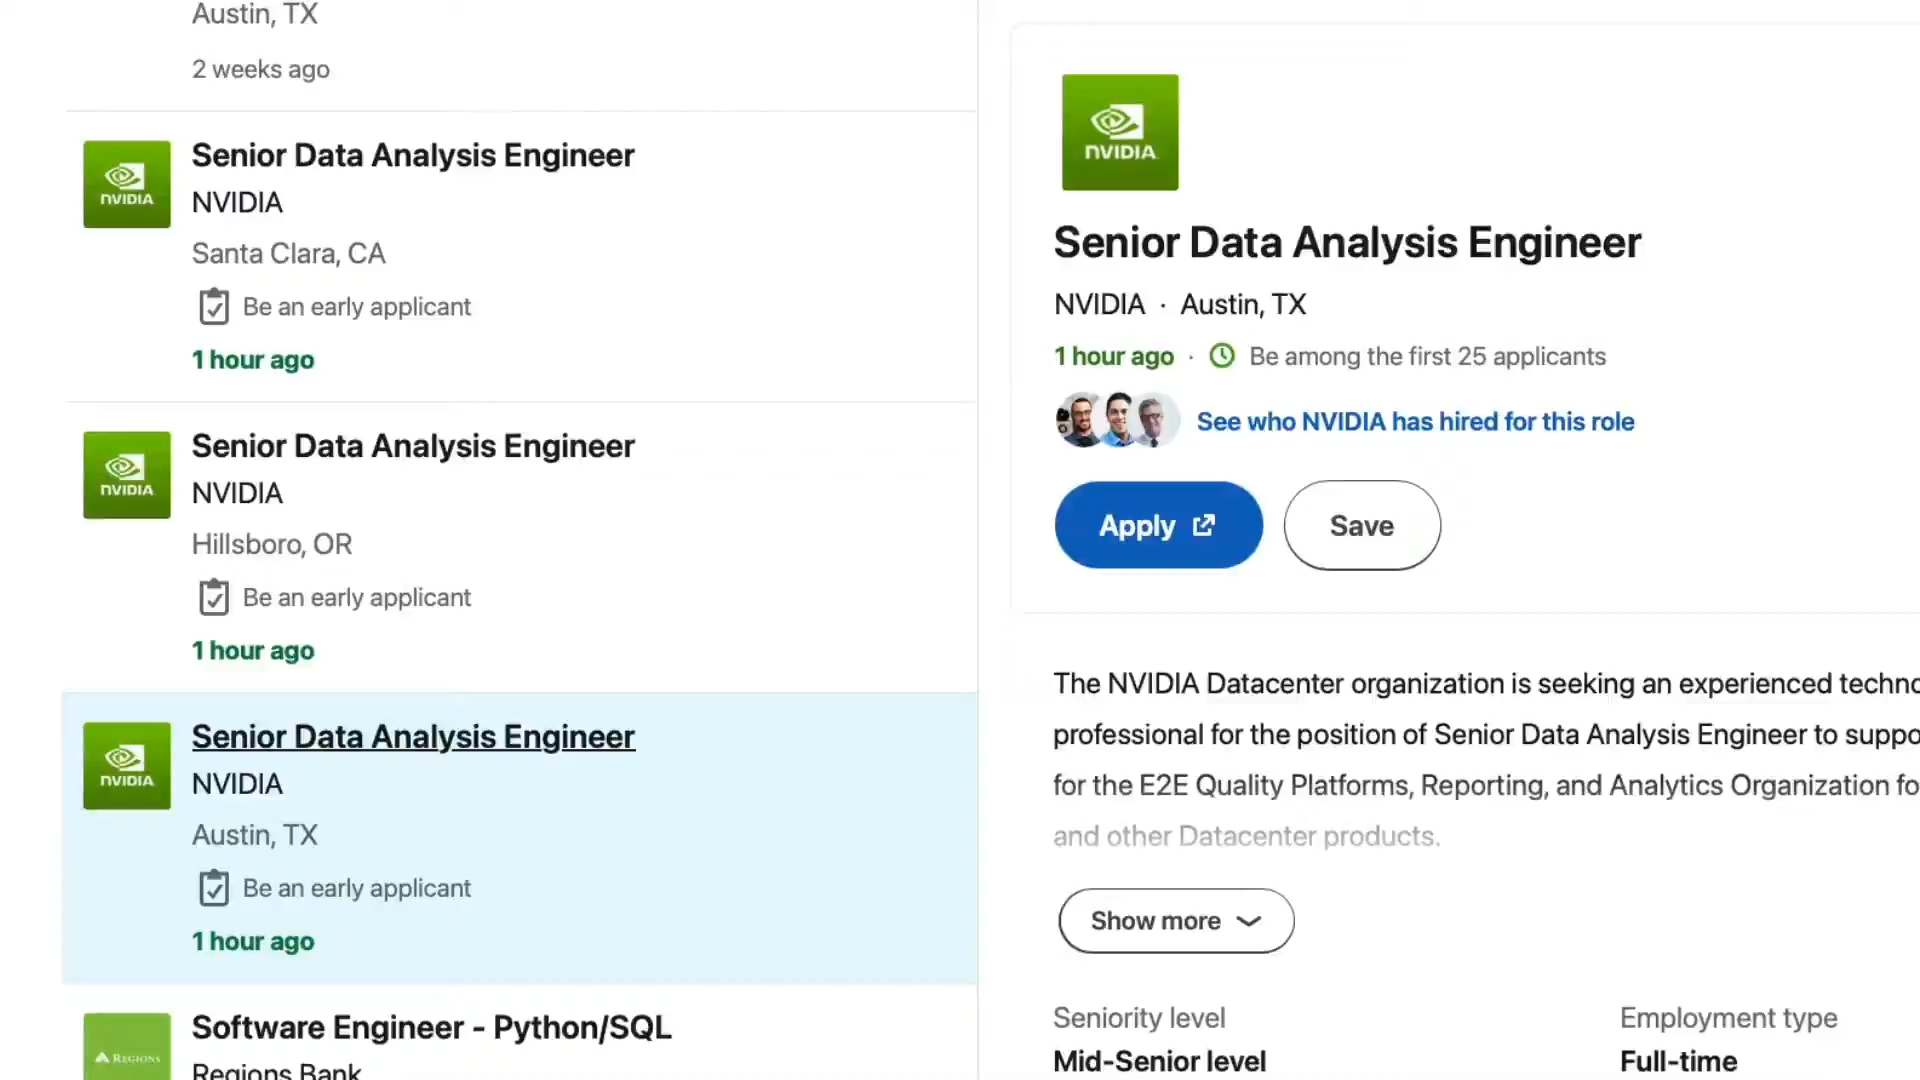 Austin, TX
2 weeks ago
NVIDIA
Senior Data Analysis Engineer
NVIDIA
Santa Clara, CA
Be an early applicant
1 hour ago
NVIDIA
Senior Data Analysis Engineer
NVIDIA
Hillsboro, OR
Be an early applicant
1 hour ago
NVIDIA
Senior Data Analysis Engineer
NVIDIA
Austin, TX
Be an early applicant
1 hour ago
REGIONS
Software Engineer - Python/SQL
Regions Bank
NVIDIA
Senior Data Analysis Engineer
NVIDIA · Austin, TX
1 hour ago · Be among the first 25 applicants
See who NVIDIA has hired for this role
Apply
Save
The NVIDIA Datacenter organization is seeking an experienced techno
professional for the position of Senior Data Analysis Engineer to suppo
for the E2E Quality Platforms, Reporting, and Analytics Organization fo
and other Datacenter products.
Show more
Seniority level
Mid-Senior level
Employment type
Full-time